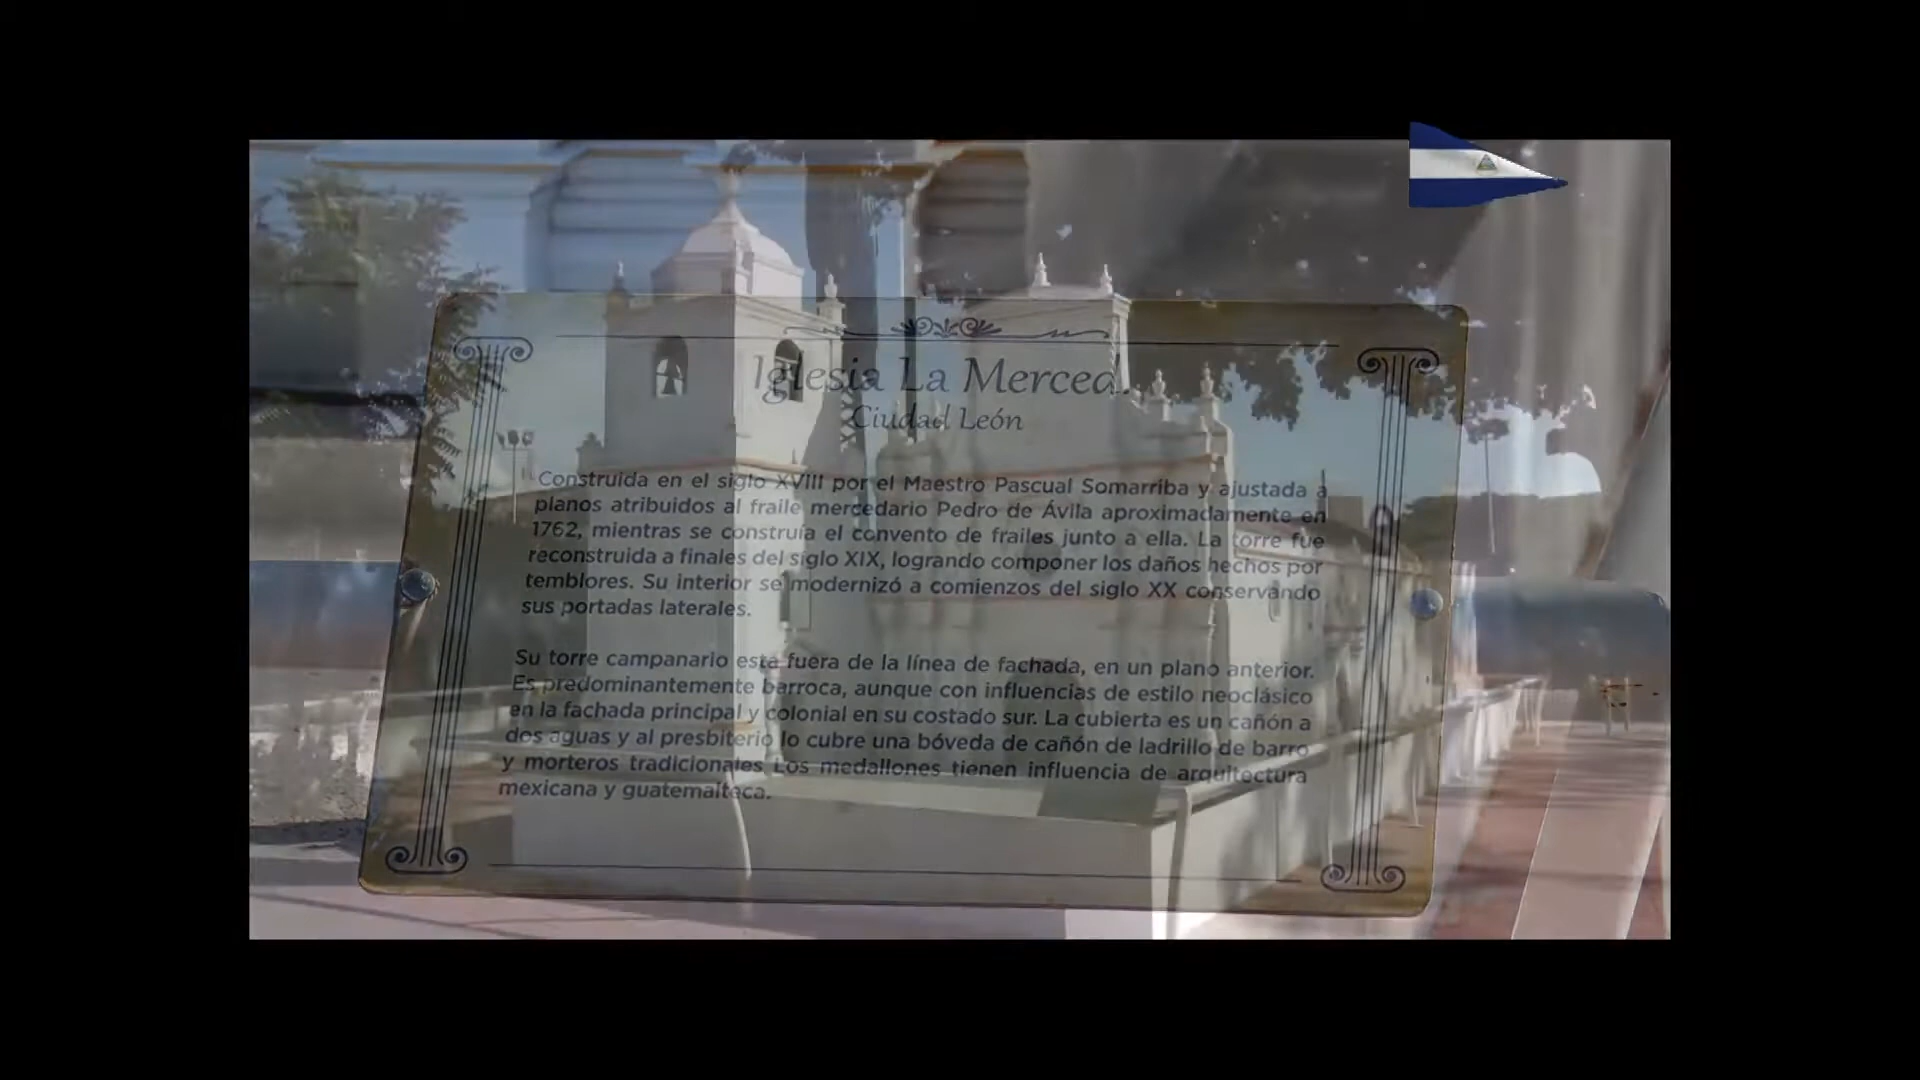 Iglesia La Merced.
Ciudad León
Construida en el siglo XVIII por el Maestro Pascual Somarriba y ajustada a
planos atribuidos al fraile mercedario Pedro de Ávila aproximadamente en
1762, mientras se construía el convento de frailes junto a ella. La torre fue
reconstruida a finales del siglo XIX, logrando componer los daños hechos por
temblores. Su interior se modernizó a comienzos del siglo XX conservando
sus portadas laterales.
Su torre campanario está fuera de la línea de fachada, en un plano anterior.
Es predominantemente barroca, aunque con influencias de estilo neoclásico
en la fachada principal y colonial en su costado sur. La cubierta es un cañón a
dos aguas y al presbiterio lo cubre una bóveda de cañón de ladrillo de barro
y morteros tradicionales Los medallones tienen influencia de arquitectura
mexicana y guatemalteca.